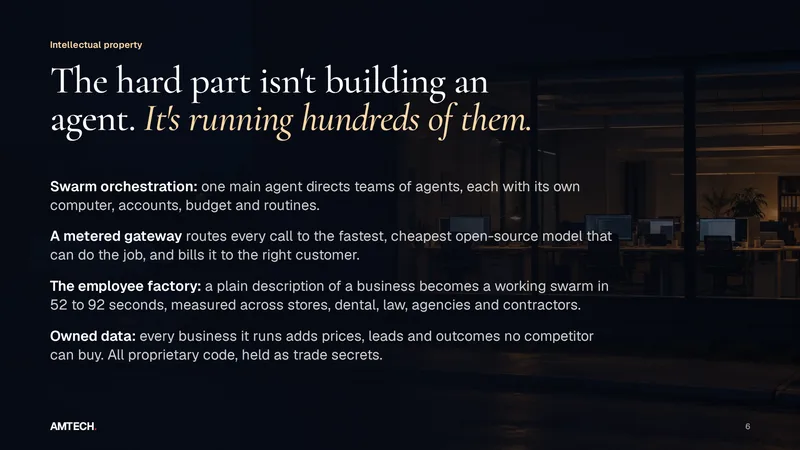 Intellectual property
The hard part isn't building an
agent. It's running hundreds of them.
Swarm orchestration: one main agent directs teams of agents, each with its own
computer, accounts, budget and routines.
A metered gateway routes every call to the fastest, cheapest open-source model that
can do the job, and bills it to the right customer.
The employee factory: a plain description of a business becomes a working swarm in
52 to 92 seconds, measured across stores, dental, law, agencies and contractors.
Owned data: every business it runs adds prices, leads and outcomes no competitor
can buy. All proprietary code, held as trade secrets.
AMTECH.
6